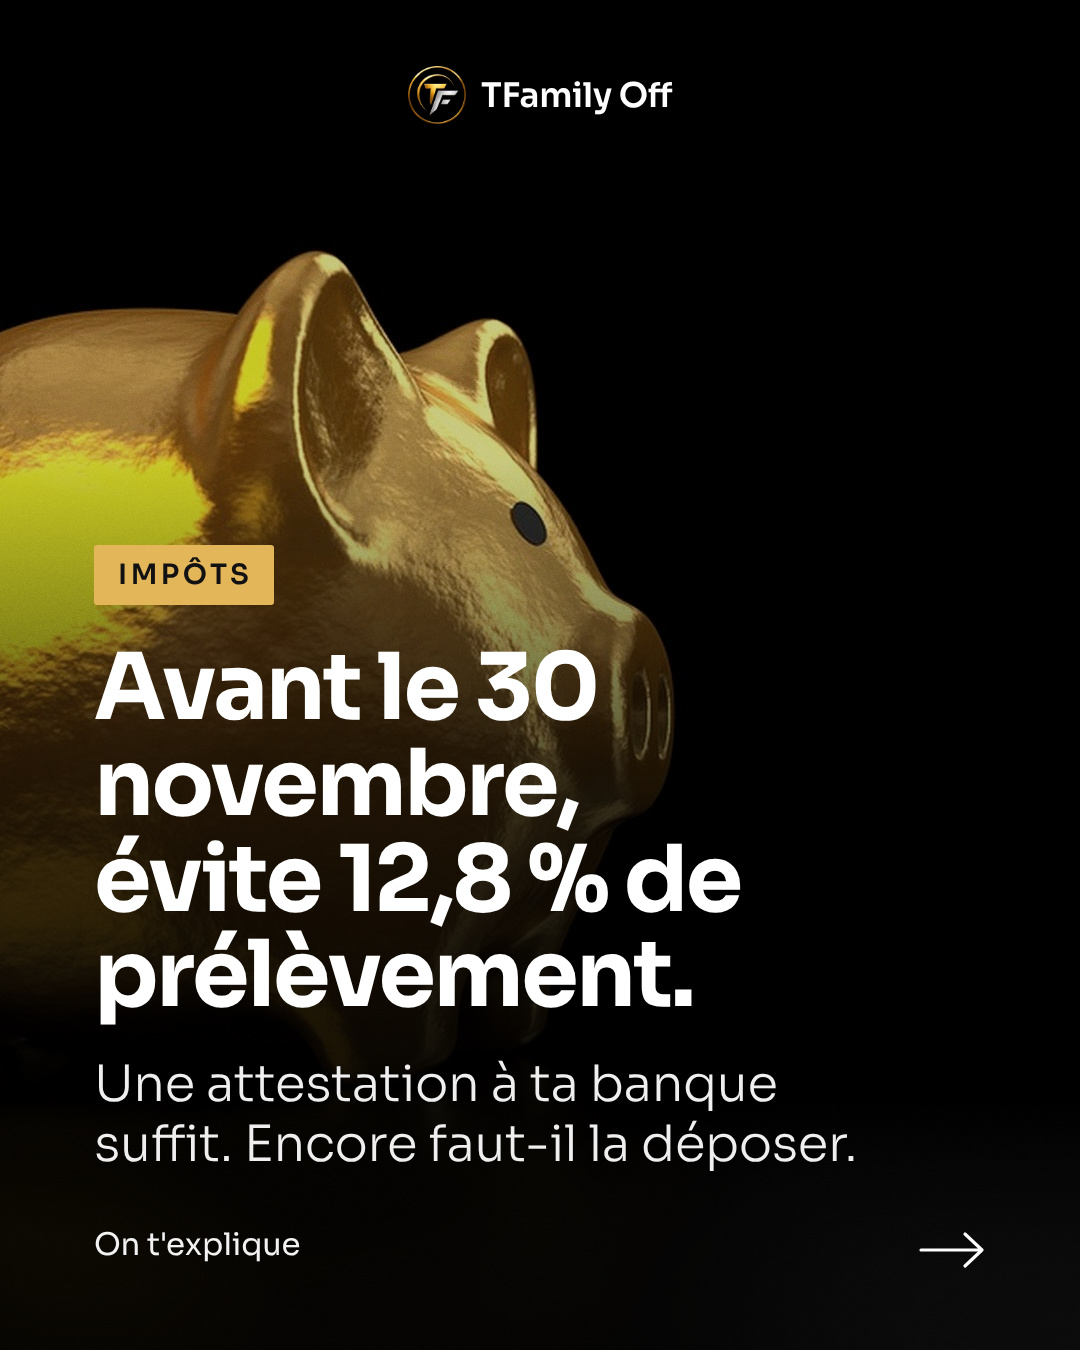 TFamily Off
IMPÔTS
Avant le 30
novembre,
évite 12,8 % de
prélèvement.
Une attestation à ta banque
suffit. Encore faut-il la déposer.
On t'explique